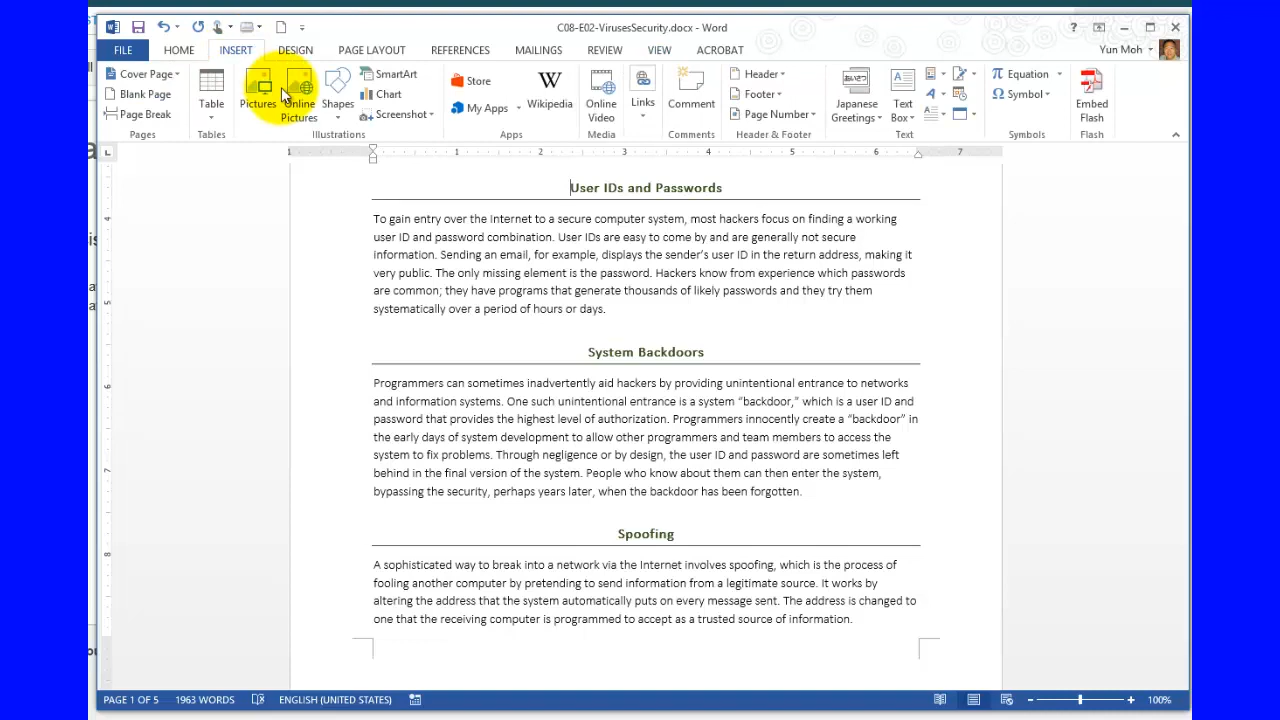 C08-E02-VirusesSecurity.docx - Word
FILE HOME INSERT DESIGN PAGE LAYOUT REFERENCES MAILINGS REVIEW VIEW ACROBAT Yun Moh
Cover Page
Blank Page
Page Break
Pages
Table
Tables
Pictures
Online Pictures
Shapes
SmartArt
Chart
Screenshot
Illustrations
Store
My Apps
Wikipedia
Apps
Online Video
Media
Links
Comment
Comments
Header
Footer
Page Number
Header & Footer
あいさつ
Japanese Greetings
Text Box
Text
Equation
Symbol
Symbols
Embed Flash
Flash
1 1 2 3 4 5 6 7
4
5
6
7
8
User IDs and Passwords
To gain entry over the Internet to a secure computer system, most hackers focus on finding a working
user ID and password combination. User IDs are easy to come by and are generally not secure
information. Sending an email, for example, displays the sender's user ID in the return address, making it
very public. The only missing element is the password. Hackers know from experience which passwords
are common; they have programs that generate thousands of likely passwords and they try them
systematically over a period of hours or days.
System Backdoors
Programmers can sometimes inadvertently aid hackers by providing unintentional entrance to networks
and information systems. One such unintentional entrance is a system “backdoor,” which is a user ID and
password that provides the highest level of authorization. Programmers innocently create a “backdoor” in
the early days of system development to allow other programmers and team members to access the
system to fix problems. Through negligence or by design, the user ID and password are sometimes left
behind in the final version of the system. People who know about them can then enter the system,
bypassing the security, perhaps years later, when the backdoor has been forgotten.
Spoofing
A sophisticated way to break into a network via the Internet involves spoofing, which is the process of
fooling another computer by pretending to send information from a legitimate source. It works by
altering the address that the system automatically puts on every message sent. The address is changed to
one that the receiving computer is programmed to accept as a trusted source of information.
PAGE 1 OF 5 1963 WORDS ENGLISH (UNITED STATES) 100%